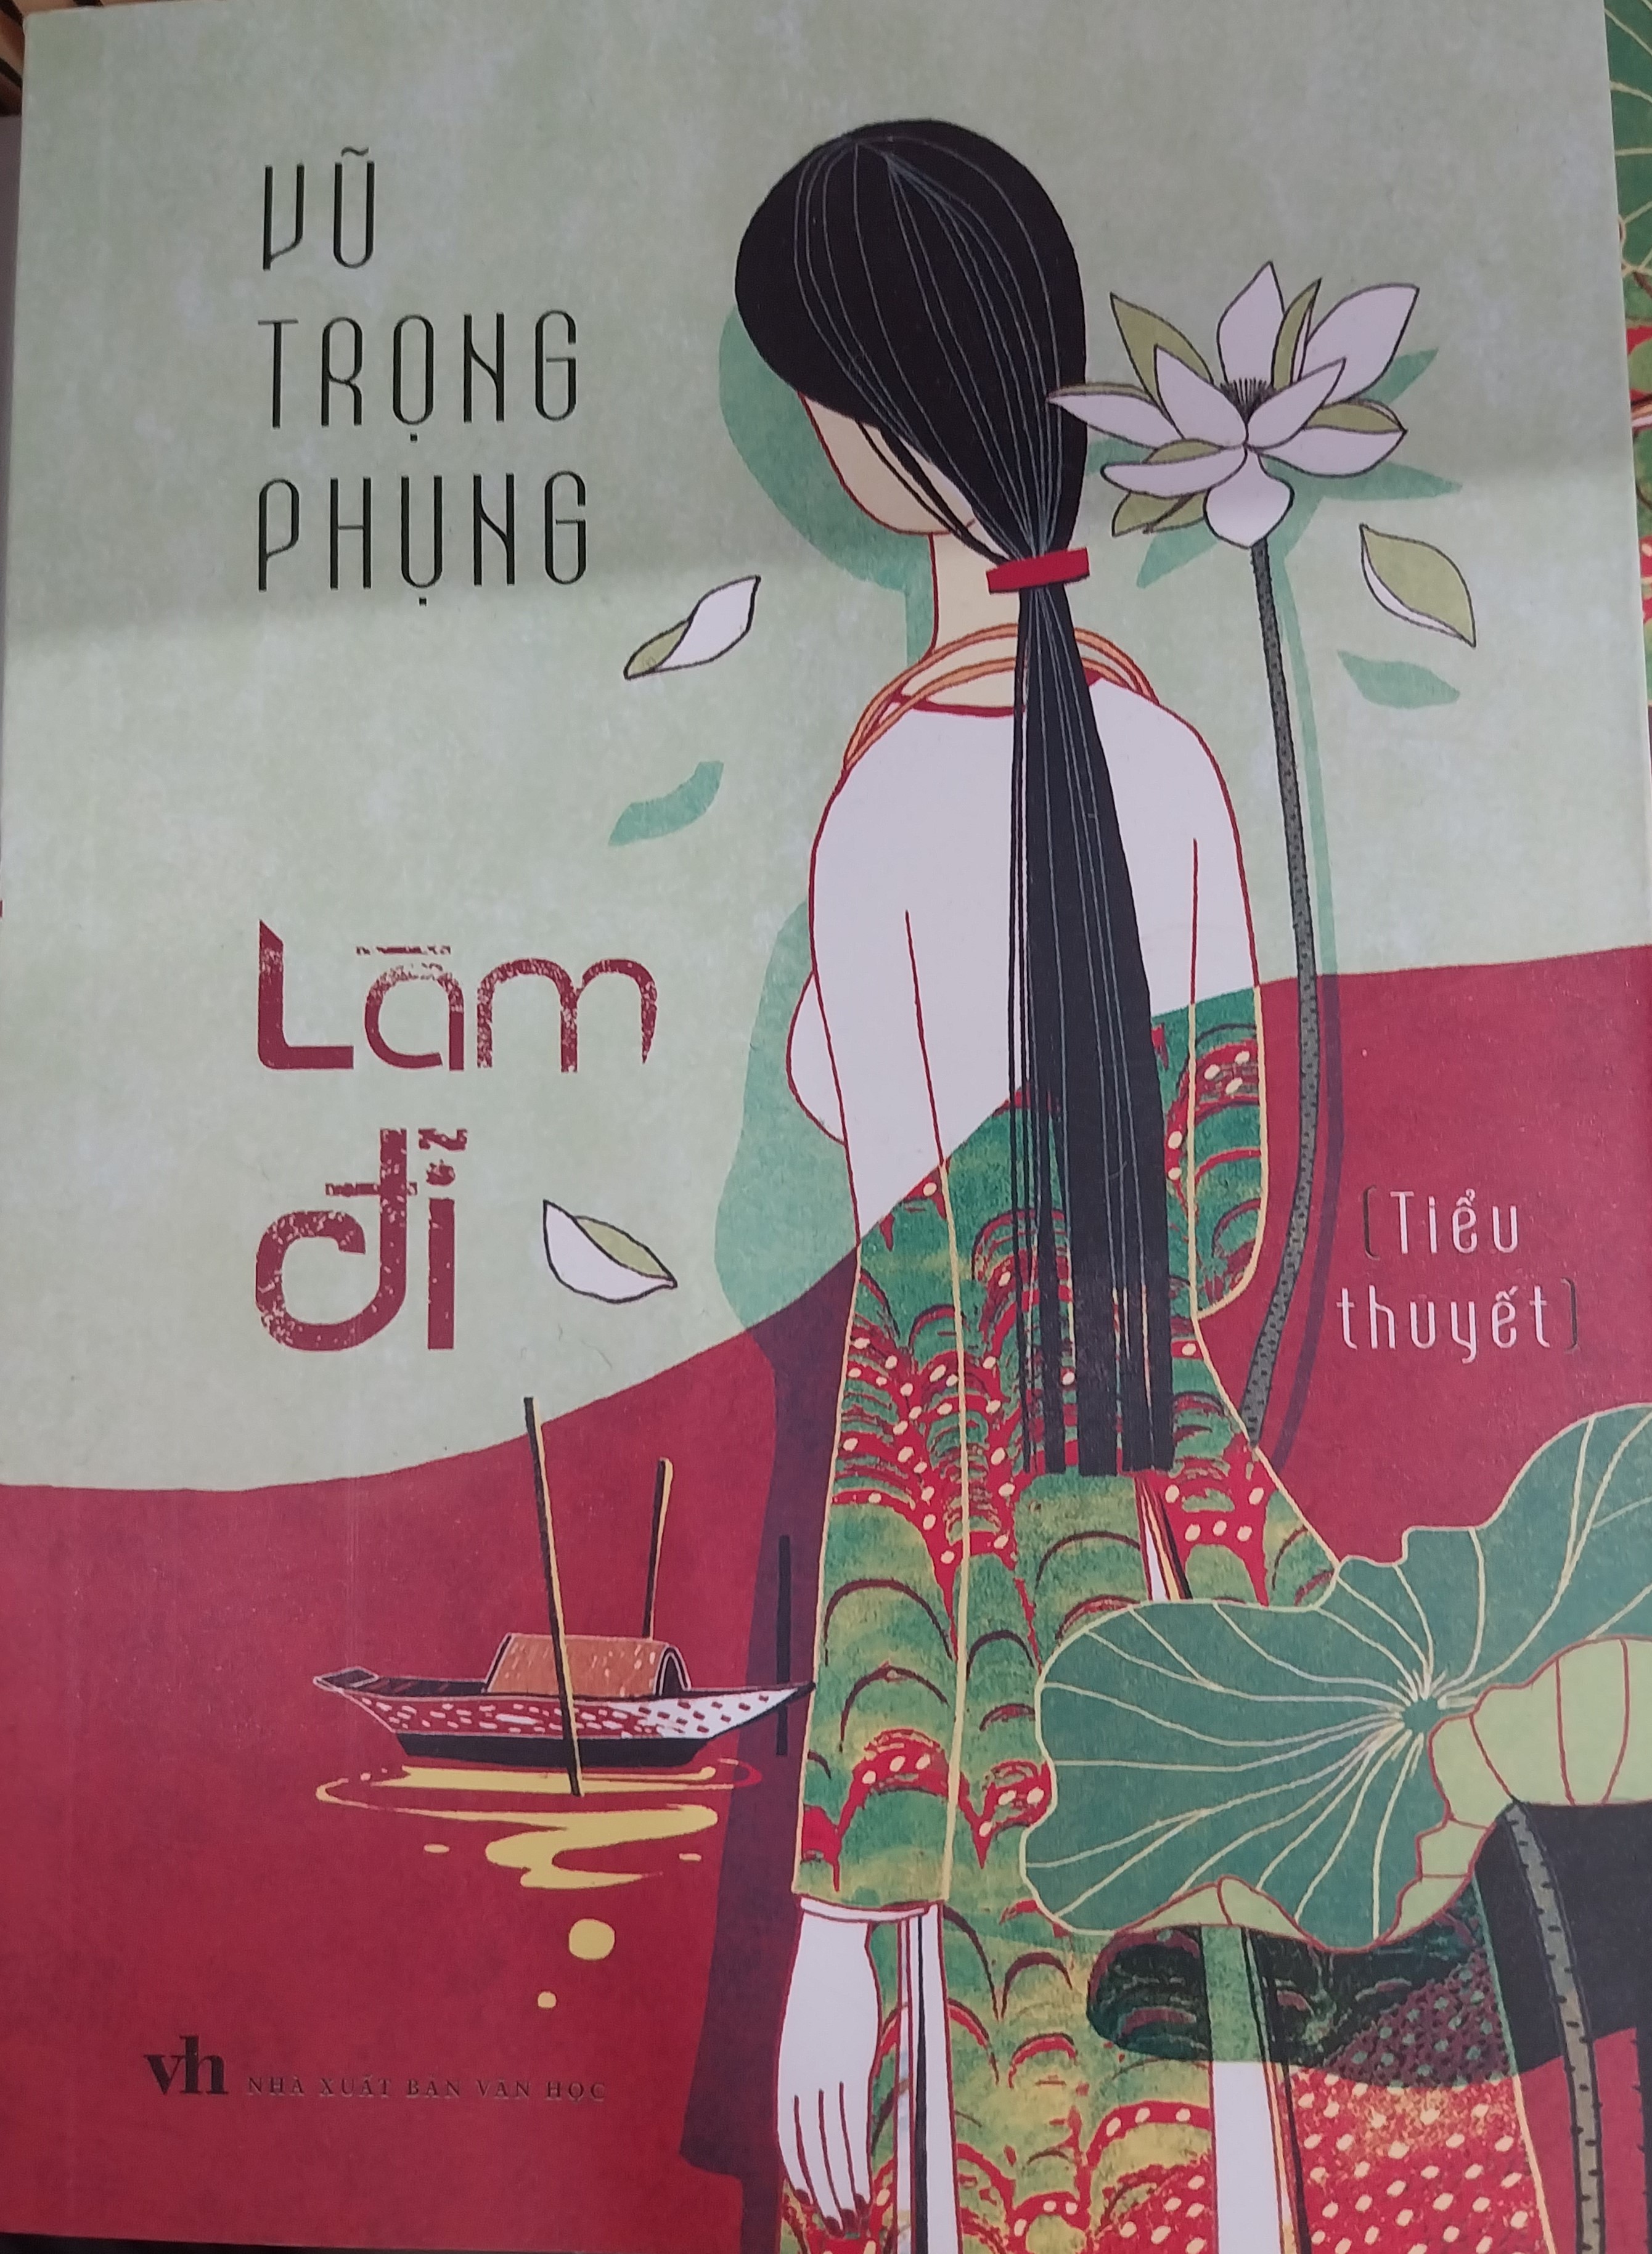 VŨ
TRỌNG
PHỤNG
Làm
đĩ
[Tiểu
thuyết]
vh NHÀ XUẤT BẢN VĂN HỌC